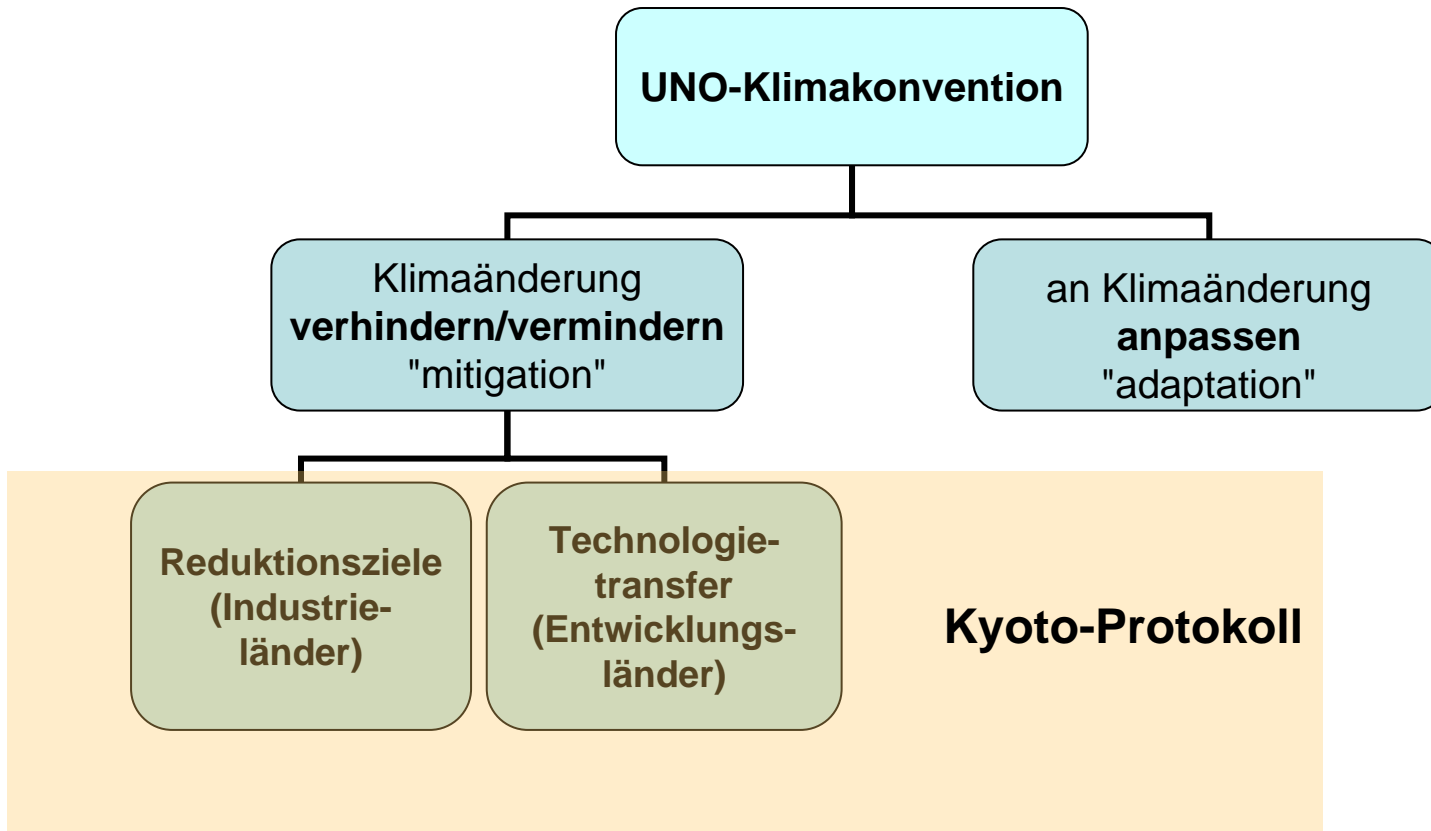 UNO-Klimakonvention
Klimaänderung
verhindern/vermindern
"mitigation"
an Klimaänderung
anpassen
"adaptation"
Reduktionsziele
(Industrie-
länder)
Technologie-
transfer
(Entwicklungs-
länder)
Kyoto-Protokoll